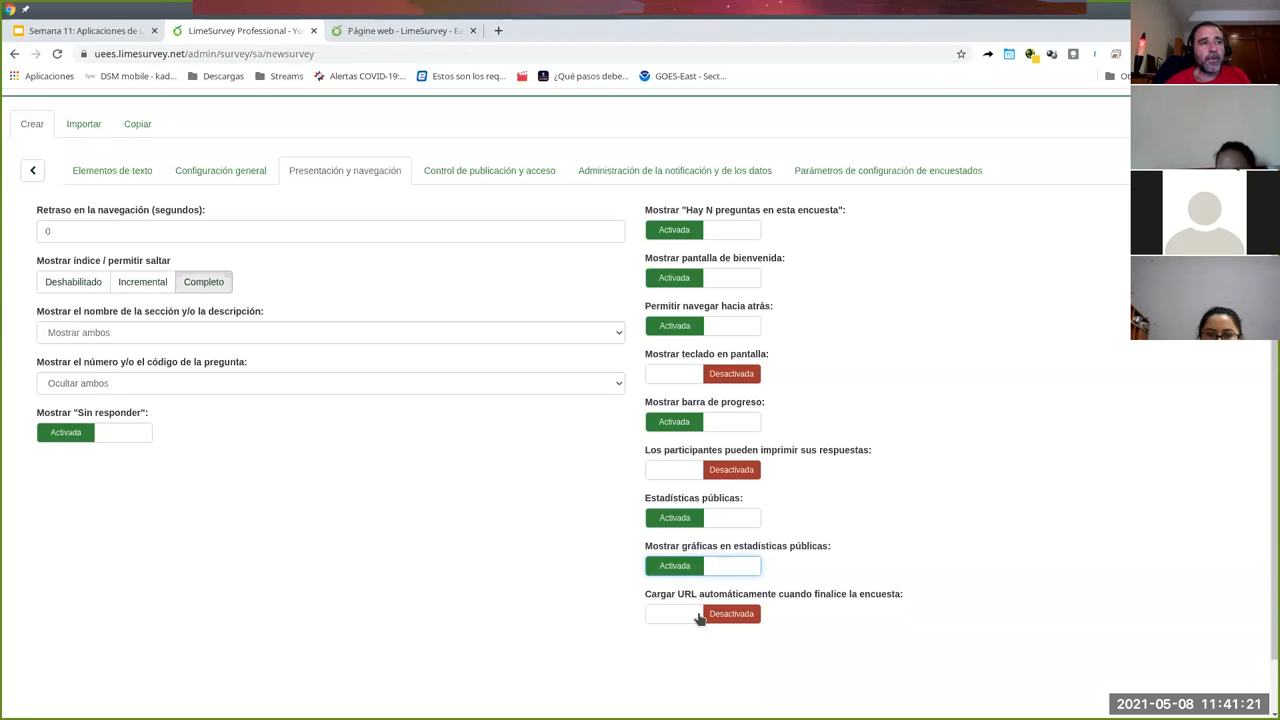 Semana 11: Aplicaciones de
LimeSurvey Professional - Yo
Página web - LimeSurvey - Ea
uees.limesurvey.net/admin/survey/sa/newsurvey
Aplicaciones
DSM mobile - kad...
Descargas
Streams
Alertas COVID-19:...
Estos son los req...
¿Qué pasos debe...
GOES-East - Sect...
Crear
Importar
Copiar
Elementos de texto
Configuración general
Presentación y navegación
Control de publicación y acceso
Administración de la notificación y de los datos
Parámetros de configuración de encuestados
Retraso en la navegación (segundos):
0
Mostrar índice / permitir saltar
Deshabilitado
Incremental
Completo
Mostrar el nombre de la sección y/o la descripción:
Mostrar ambos
Mostrar el número y/o el código de la pregunta:
Ocultar ambos
Mostrar "Sin responder":
Activada
Mostrar "Hay N preguntas en esta encuesta":
Activada
Mostrar pantalla de bienvenida:
Activada
Permitir navegar hacia atrás:
Activada
Mostrar teclado en pantalla:
Desactivada
Mostrar barra de progreso:
Activada
Los participantes pueden imprimir sus respuestas:
Desactivada
Estadísticas públicas:
Activada
Mostrar gráficas en estadísticas públicas:
Activada
Cargar URL automáticamente cuando finalice la encuesta:
Desactivada
2021-05-08 11:41:21